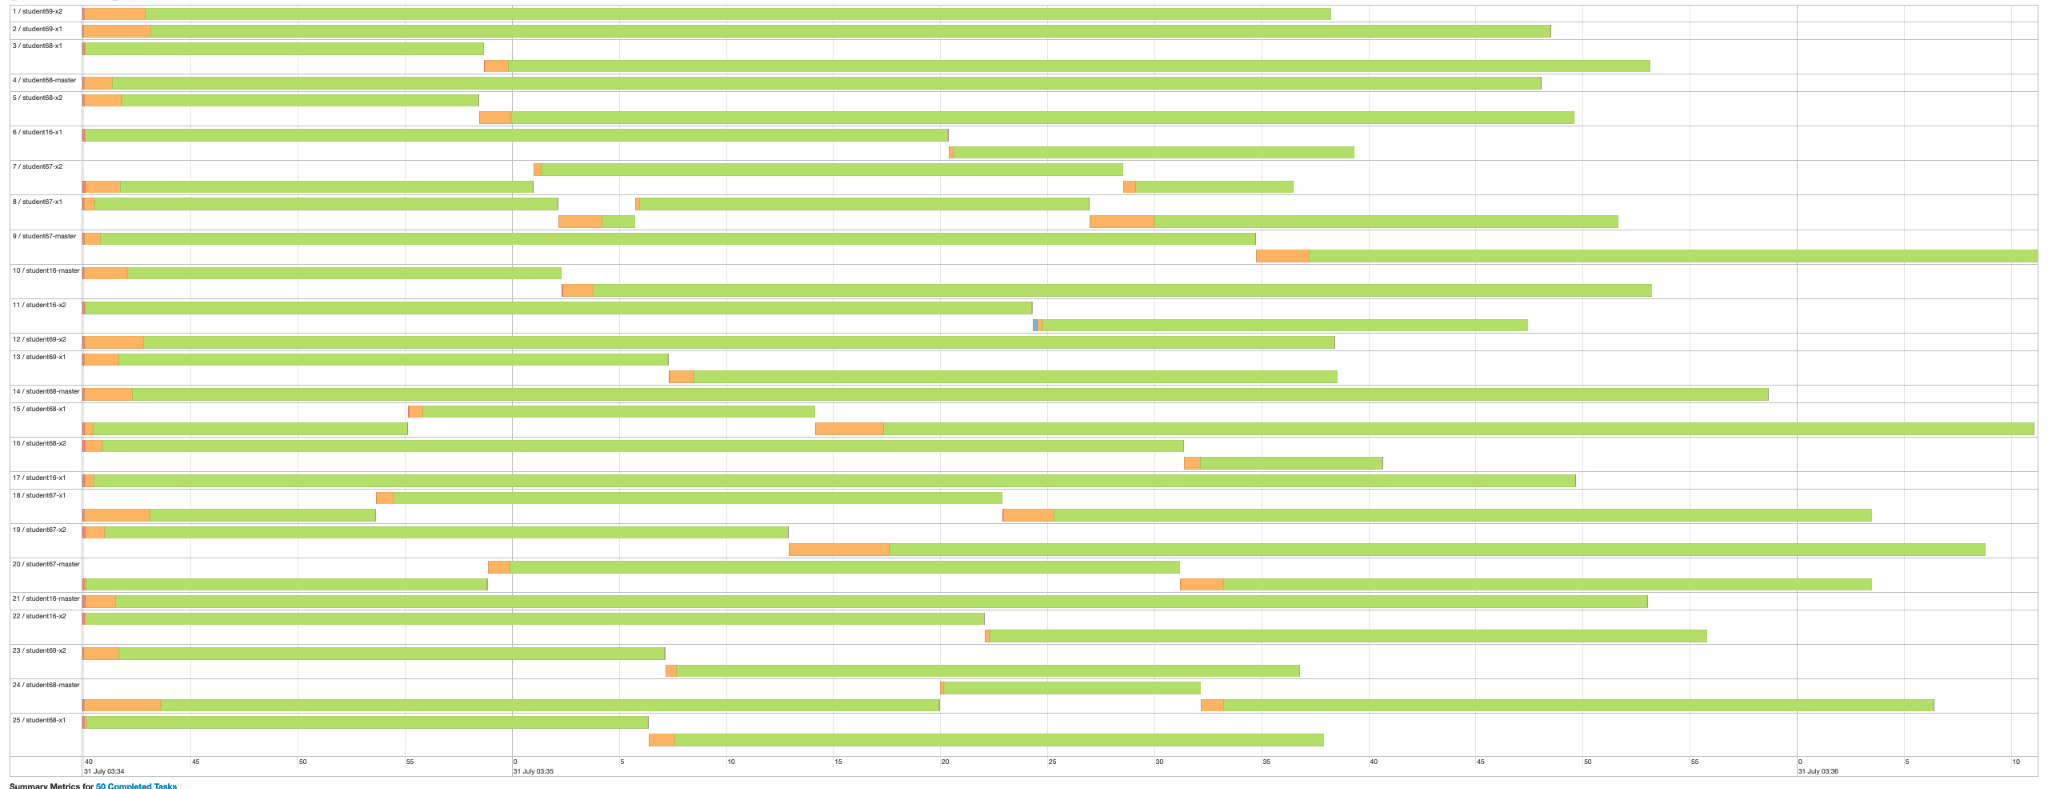 1 / student69-x2
2 / student69-x1
3 / student68-x1
4 / student68-master
5 / student68-x2
6 / student16-x1
7 / student67-x2
8 / student67-x1
9 / student67-master
10 / student16-master
11 / student16-x2
12 / student69-x2
13 / student69-x1
14 / student68-master
15 / student68-x1
16 / student68-x2
17 / student16-x1
18 / student67-x1
19 / student67-x2
20 / student67-master
21 / student16-master
22 / student16-x2
23 / student69-x2
24 / student68-master
25 / student68-x1
40 45 50 55 0 5 10 15 20 25 30 35 40 45 50 55 0 5 10
31 July 03:34 31 July 03:35 31 July 03:36
Summary Metrics for 50 Completed Tasks